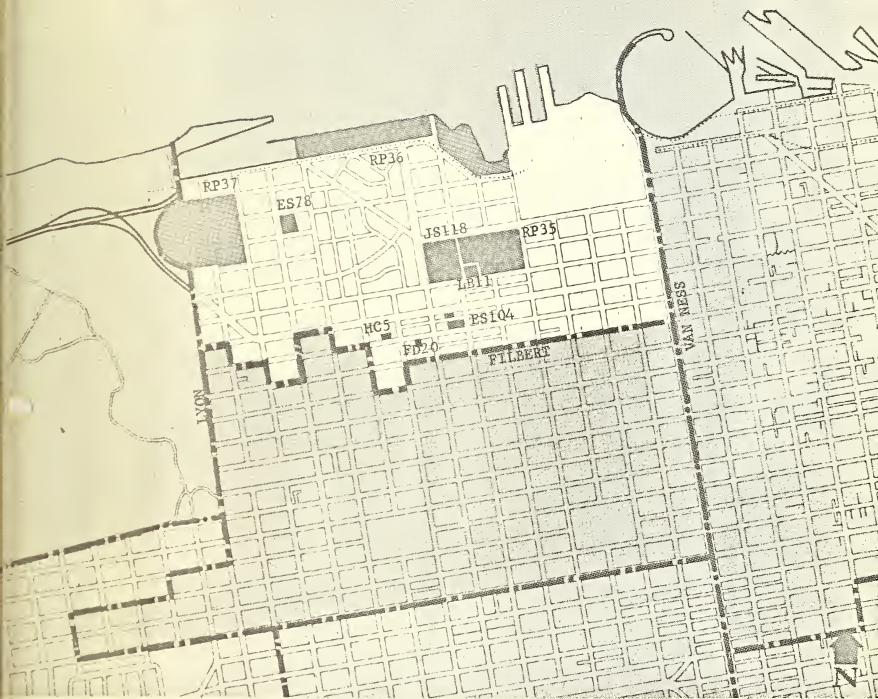 RP36
RP37
ES78
JS118
RP35
LB11
ES104
HC5
FD20
FILBERT
VAN NESS
LYON
N